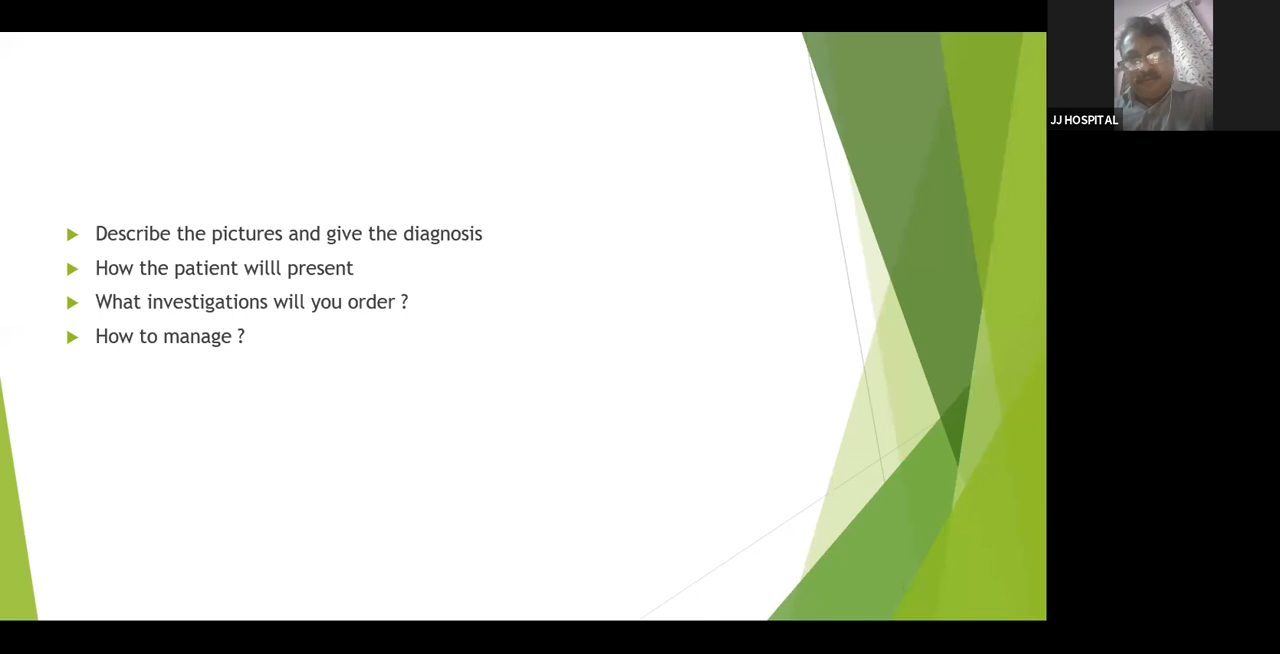 Describe the pictures and give the diagnosis
How the patient willl present
What investigations will you order ?
How to manage ?
JJ HOSPITAL